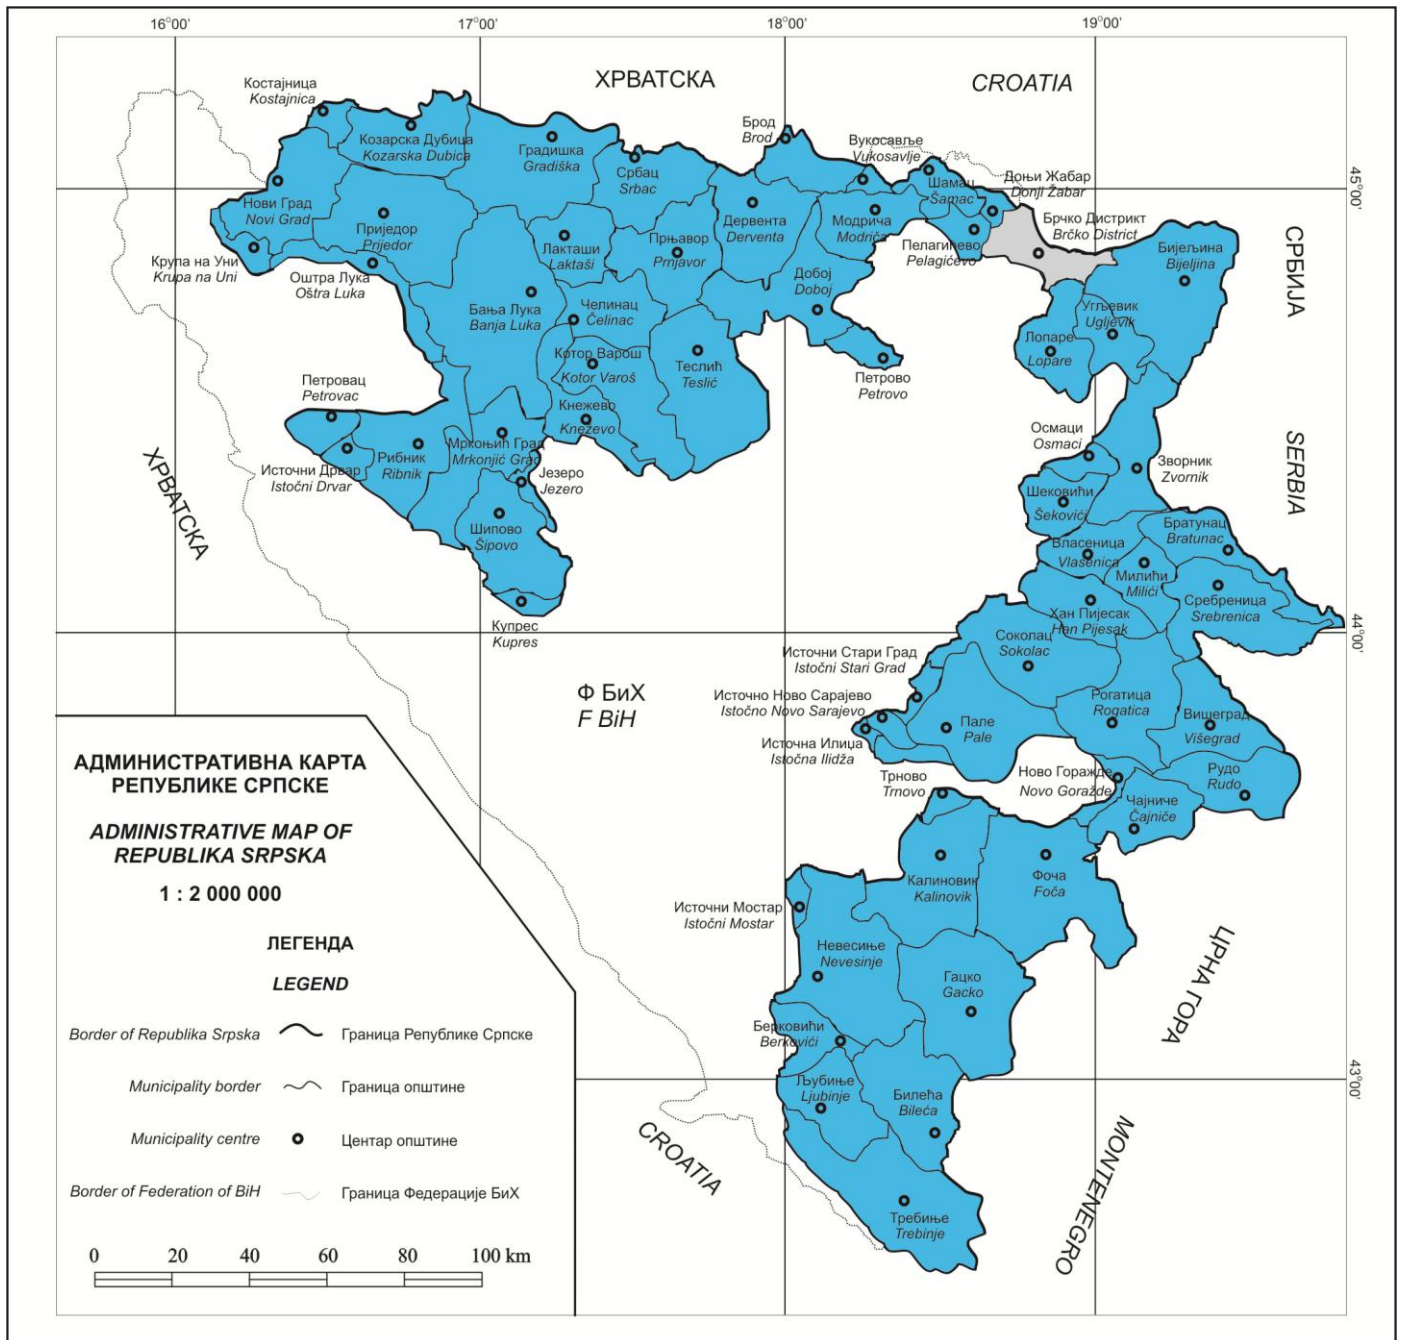 16°00'
17°00'
18°00'
19°00'
ХРВАТСКА
CROATIA
Костајница
Kostajnica
Козарска Дубица
Kozarska Dubica
Градишка
Gradiška
Србац
Srbac
Брод
Brod
Вукосавље
Vukosavlje
Шамац
Šamac
Доњи Жабар
Donji Žabar
45°00'
Брчко Дистрикт
Brčko District
Нови Град
Novi Grad
Приједор
Prijedor
Лакташи
Laktaši
Прњавор
Prnjavor
Дервента
Derventa
Модрича
Modriča
Пелагићево
Pelagićevo
Бијељина
Bijeljina
СРБИЈА
Крупа на Уни
Krupa na Uni
Оштра Лука
Oštra Luka
Бања Лука
Banja Luka
Челинац
Čelinac
Добој
Doboj
Угљевик
Ugljevik
Лопаре
Lopare
Котор Варош
Kotor Varoš
Теслић
Teslić
Петрово
Petrovo
Петровац
Petrovac
Кнежево
Knezevo
Осмаци
Osmaci
SERBIA
Источни Дрвар
Istočni Drvar
Рибник
Ribnik
Мркоњић Град
Mrkonjić Grad
Језеро
Jezero
Зворник
Zvornik
ХРВАТСКА
Шипово
Šipovo
Шековићи
Šekovići
Братунац
Bratunac
Власеница
Vlasenica
Милићи
Milići
Сребреница
Srebrenica
Купрес
Kupres
Хан Пијесак
Han Pijesak
44°00'
Соколац
Sokolac
Источни Стари Град
Istočni Stari Grad
Ф БиХ
F BiH
Источно Ново Сарајево
Istočno Novo Sarajevo
Рогатица
Rogatica
Вишеград
Višegrad
Пале
Pale
Источна Илиџа
Istočna Ilidža
Трново
Trnovo
Ново Горажде
Novo Goražde
Рудо
Rudo
Чајниче
Čajniče
Калиновик
Kalinovik
Фоча
Foča
Источни Мостар
Istočni Mostar
Невесиње
Nevesinje
Гацко
Gacko
ЦРНА ГОРА
Берковићи
Berkovići
43°00'
Љубиње
Ljubinje
Билећа
Bileća
CROATIA
MONTENEGRO
Требиње
Trebinje
АДМИНИСТРАТИВНА КАРТА
РЕПУБЛИКЕ СРПСКЕ
ADMINISTRATIVE MAP OF
REPUBLIKA SRPSKA
1 : 2 000 000
ЛЕГЕНДА
LEGEND
Border of Republika Srpska Граница Републике Српске
Municipality border Граница општине
Municipality centre Центар општине
Border of Federation of BiH Граница Федерације БиХ
0 20 40 60 80 100 km